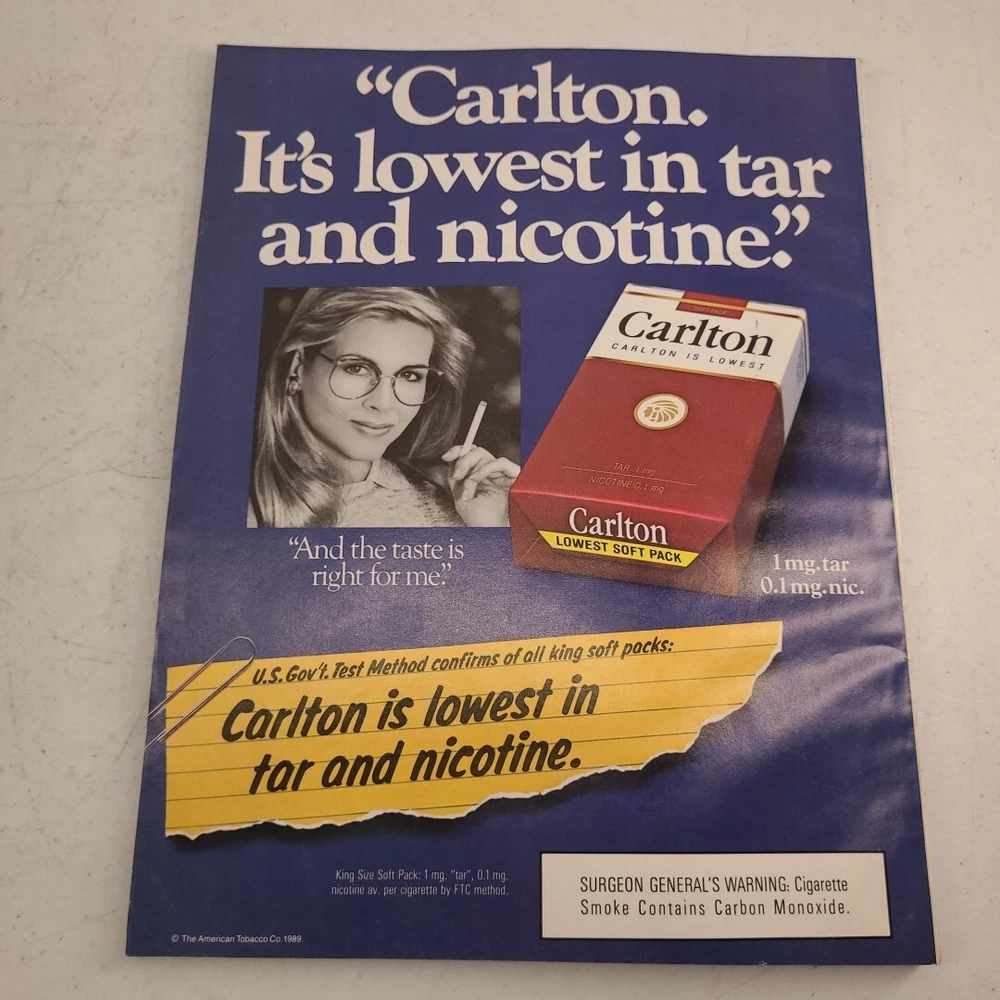 “Carlton.
It's lowest in tar
and nicotine.”
SOFT PACK
Carlton
CARLTON IS LOWEST
TAR 1 mg.
NICOTINE 0.1 mg
Carlton
LOWEST SOFT PACK
“And the taste is
right for me.”
1 mg. tar
0.1 mg. nic.
U.S. Gov't. Test Method confirms of all king soft packs:
Carlton is lowest in
tar and nicotine.
King Size Soft Pack: 1 mg. “tar”, 0.1 mg.
nicotine av. per cigarette by FTC method.
SURGEON GENERAL'S WARNING: Cigarette
Smoke Contains Carbon Monoxide.
© The American Tobacco Co. 1989.